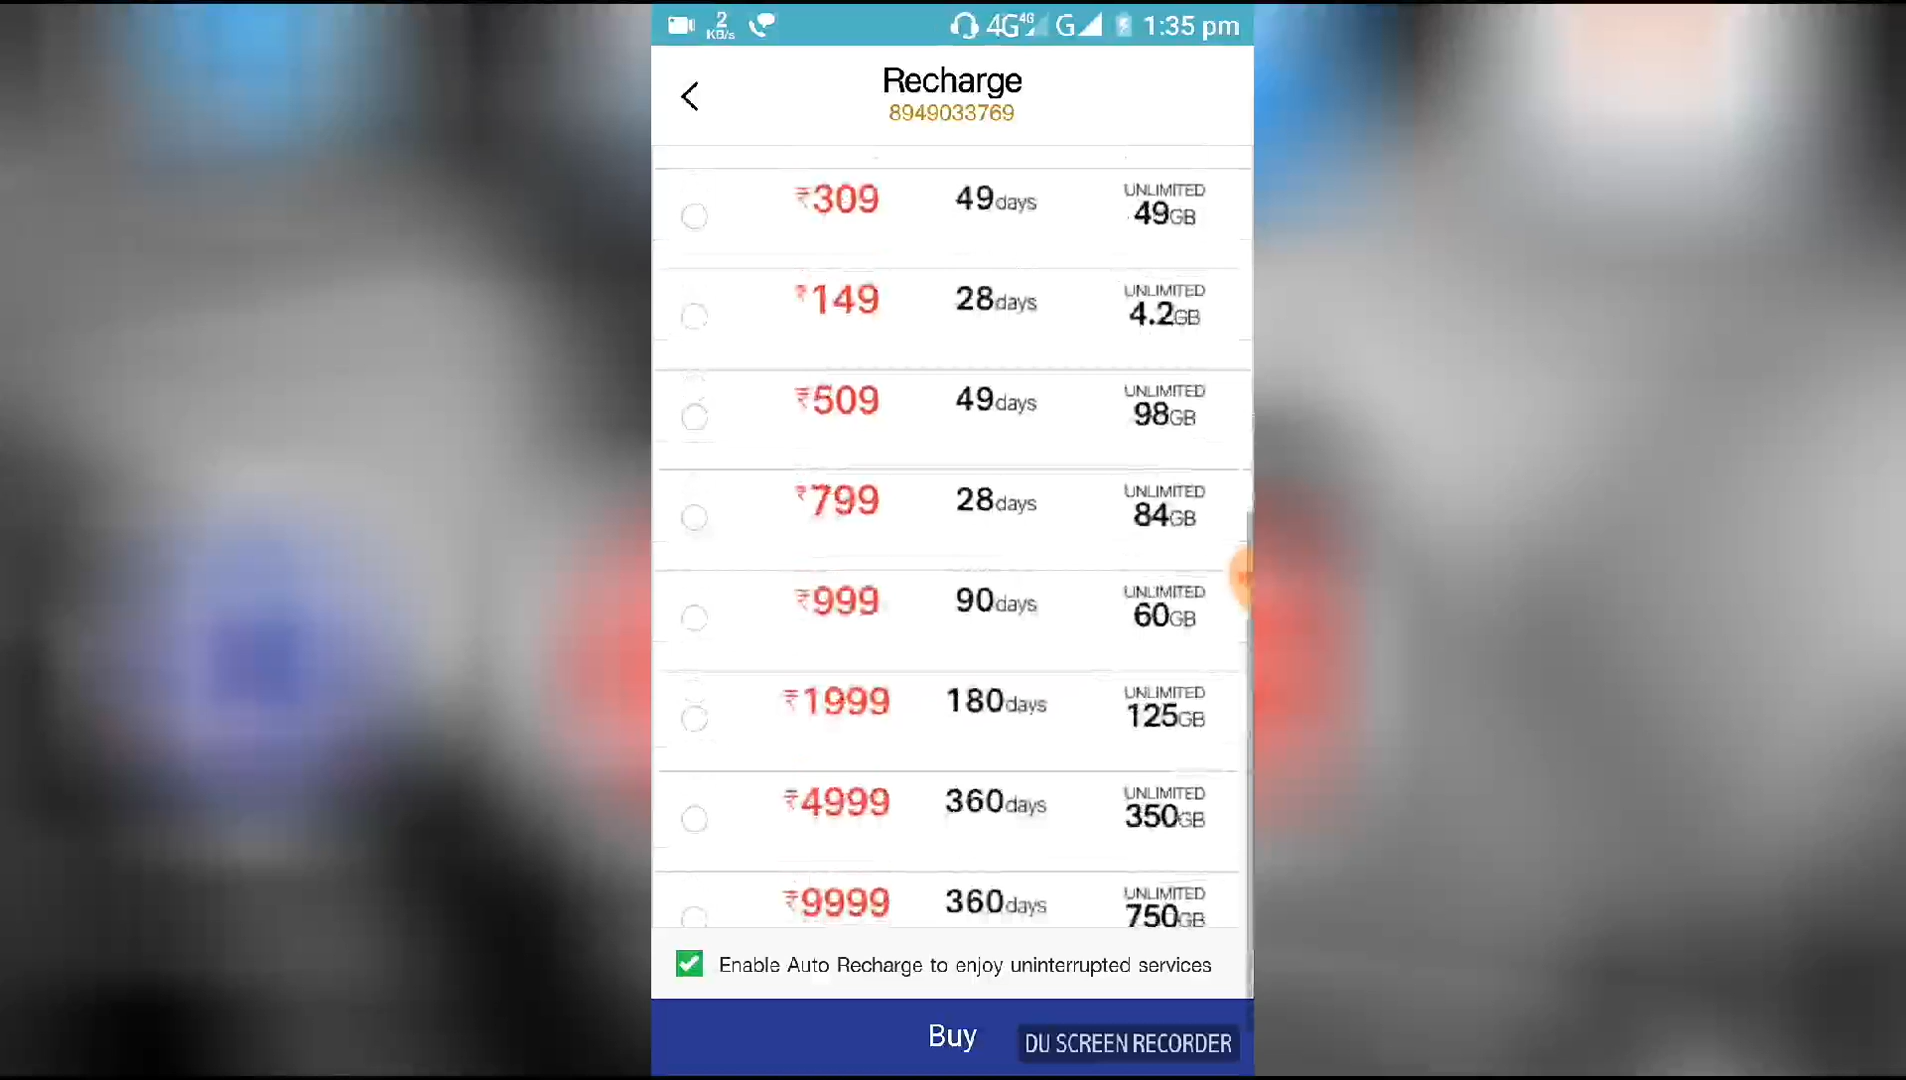 2 KB/s 4G 4G G 1:35 pm
Recharge
8949033769
₹309 49days UNLIMITED 49GB
₹149 28days UNLIMITED 4.2GB
₹509 49days UNLIMITED 98GB
₹799 28days UNLIMITED 84GB
₹999 90days UNLIMITED 60GB
₹1999 180days UNLIMITED 125GB
₹4999 360days UNLIMITED 350GB
₹9999 360days UNLIMITED 750GB
Enable Auto Recharge to enjoy uninterrupted services
Buy
DU SCREEN RECORDER